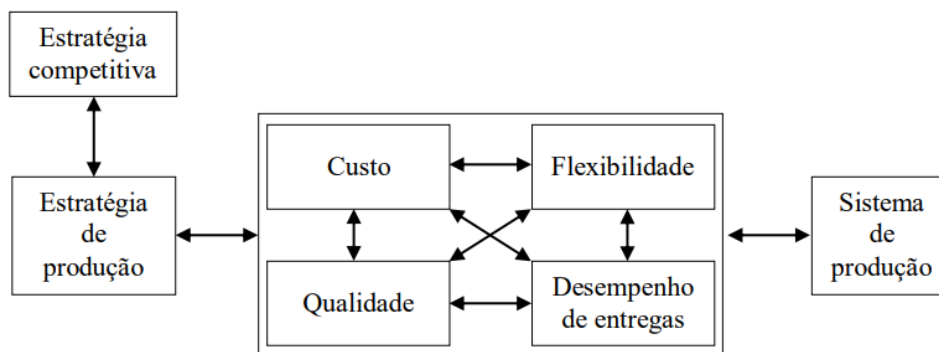 Estratégia
competitiva
Estratégia
de
produção
Custo
Flexibilidade
Qualidade
Desempenho
de entregas
Sistema
de
produção